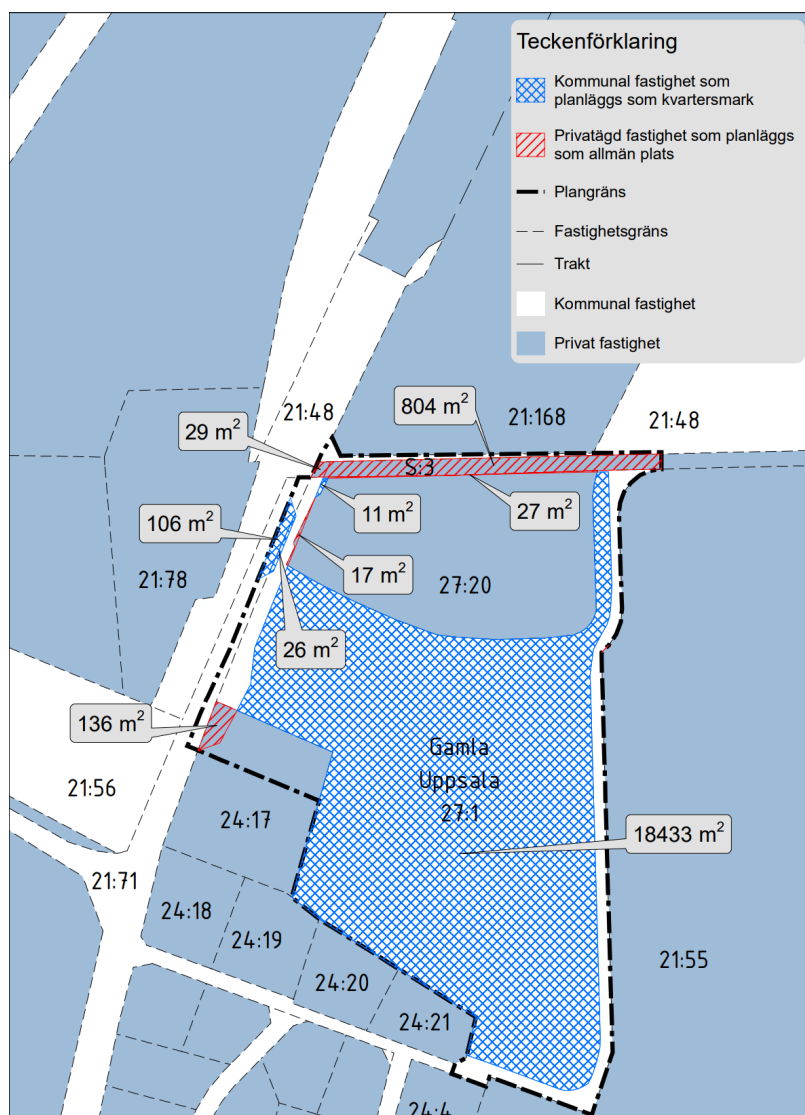 Teckenförklaring
Kommunal fastighet som
planläggs som kvartersmark
Privatägd fastighet som planläggs
som allmän plats
Plangräns
Fastighetsgräns
Trakt
Kommunal fastighet
Privat fastighet
21:48
804 m²
21:168
21:48
29 m²
S:3
106 m²
11 m²
27 m²
21:78
17 m²
27:20
26 m²
136 m²
Gamla
Uppsala
27:1
21:56
24:17
18433 m²
21:71
24:18
24:19
24:20
21:55
24:21
24:4